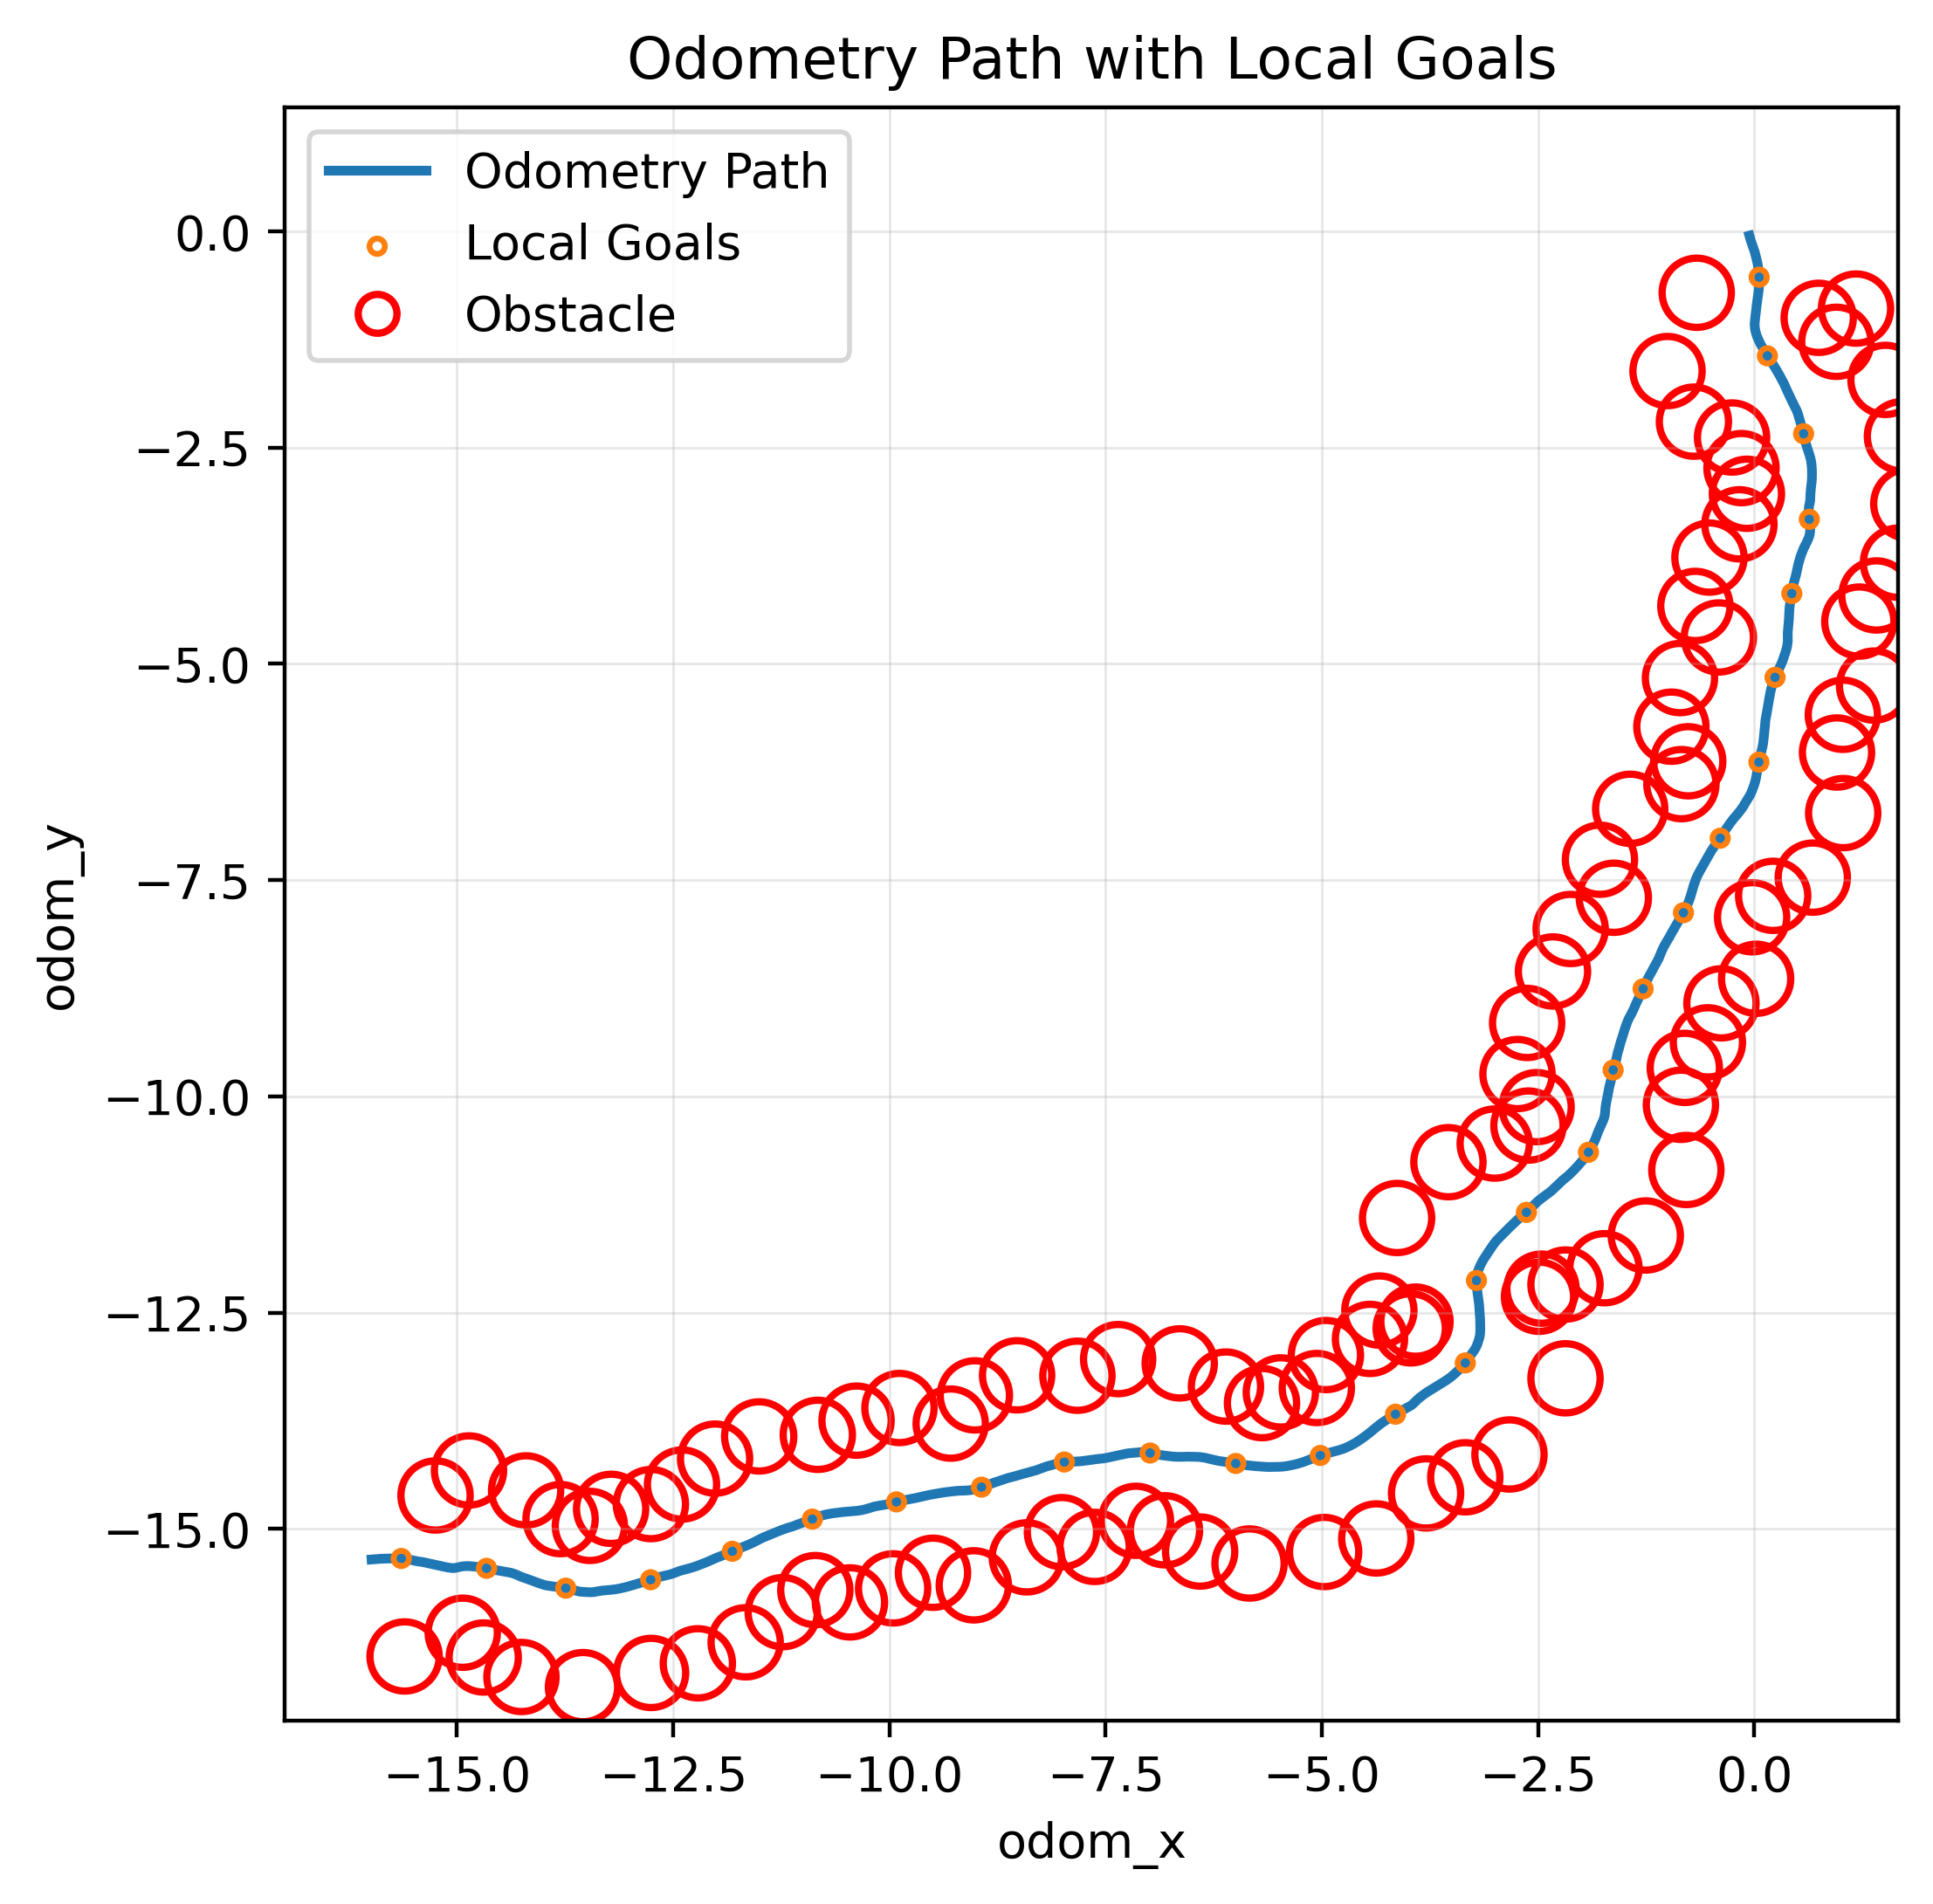 Odometry Path with Local Goals
Odometry Path
Local Goals
Obstacle
0.0
−2.5
−5.0
−7.5
−10.0
−12.5
−15.0
odom_y
−15.0 −12.5 −10.0 −7.5 −5.0 −2.5 0.0
odom_x